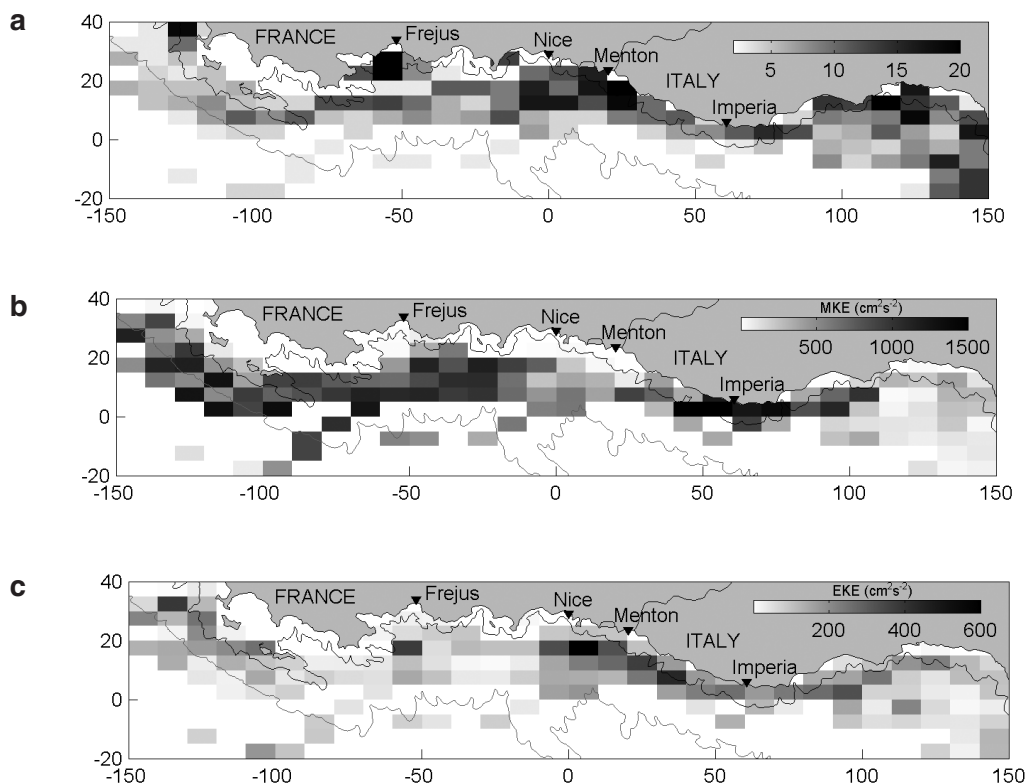 a
40
20
0
-20
FRANCE
Frejus
Nice
Menton
ITALY
Imperia
5 10 15 20
-150 -100 -50 0 50 100 150
b
40
20
0
-20
FRANCE
Frejus
Nice
Menton
ITALY
Imperia
MKE (cm²s⁻²)
500 1000 1500
-150 -100 -50 0 50 100 150
c
40
20
0
-20
FRANCE
Frejus
Nice
Menton
ITALY
Imperia
EKE (cm²s⁻²)
200 400 600
-150 -100 -50 0 50 100 150